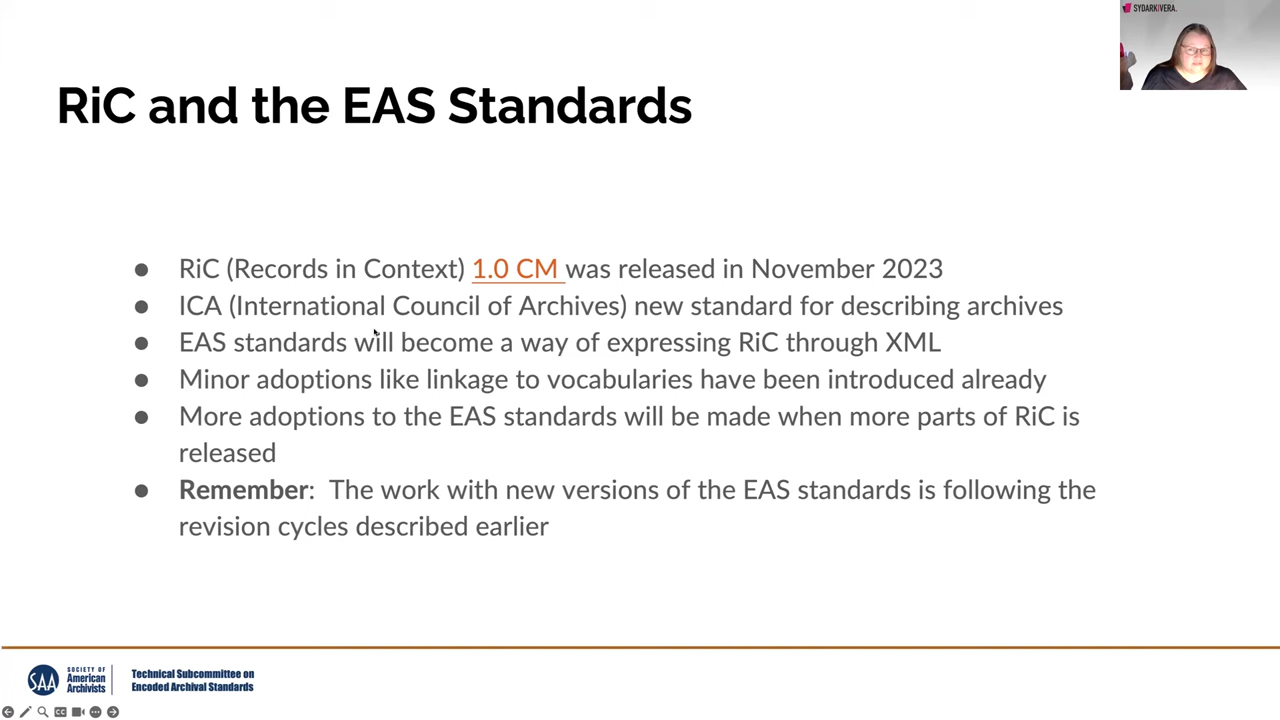 SYDARKIVERA.
RiC and the EAS Standards
● RiC (Records in Context) 1.0 CM was released in November 2023
● ICA (International Council of Archives) new standard for describing archives
● EAS standards will become a way of expressing RiC through XML
● Minor adoptions like linkage to vocabularies have been introduced already
● More adoptions to the EAS standards will be made when more parts of RiC is
released
● Remember: The work with new versions of the EAS standards is following the
revision cycles described earlier
SAA
SOCIETY OF
American
Archivists
Technical Subcommittee on
Encoded Archival Standards
CC